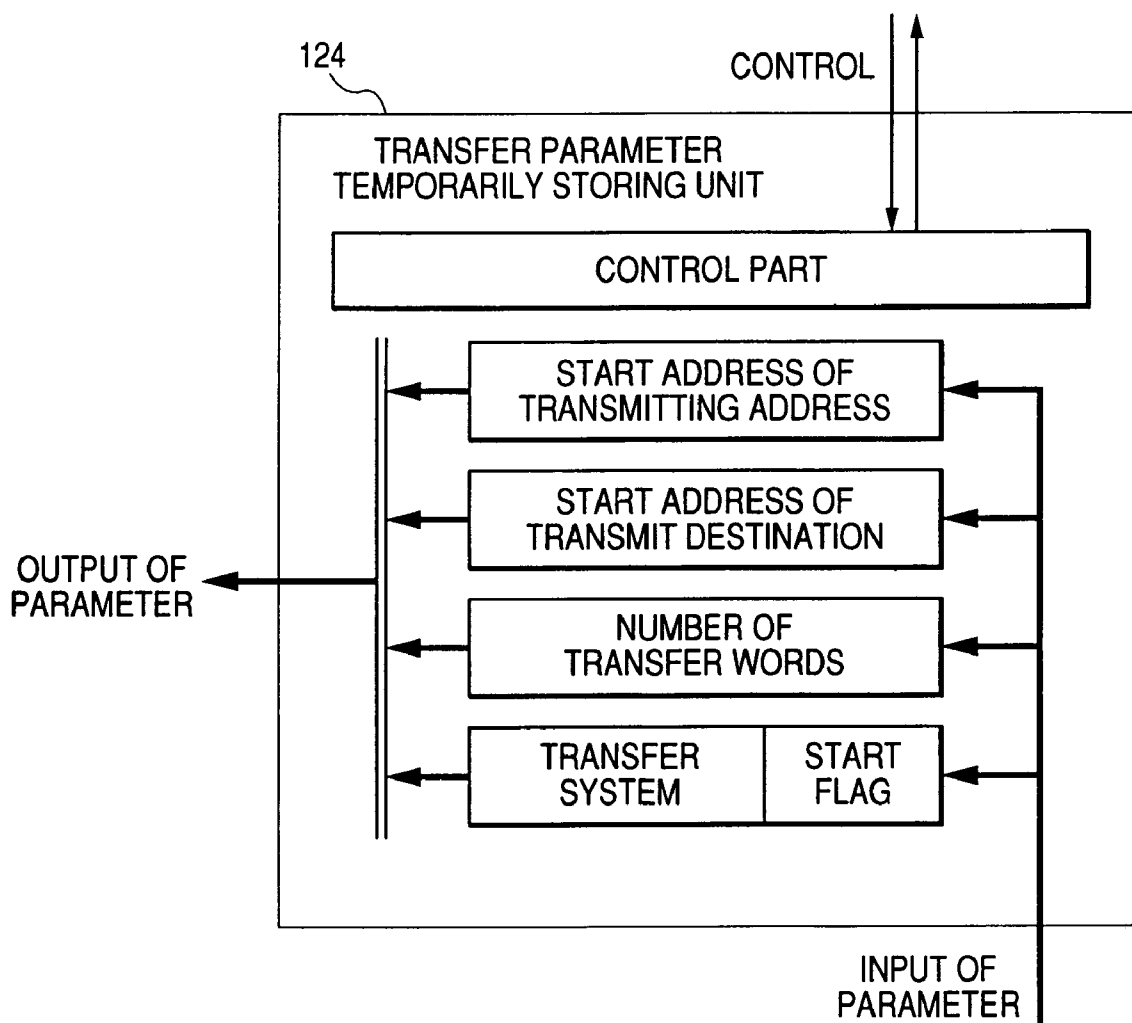 124
CONTROL
TRANSFER PARAMETER
TEMPORARILY STORING UNIT
CONTROL PART
START ADDRESS OF
TRANSMITTING ADDRESS
START ADDRESS OF
TRANSMIT DESTINATION
OUTPUT OF
PARAMETER
NUMBER OF
TRANSFER WORDS
TRANSFER
SYSTEM
START
FLAG
INPUT OF
PARAMETER